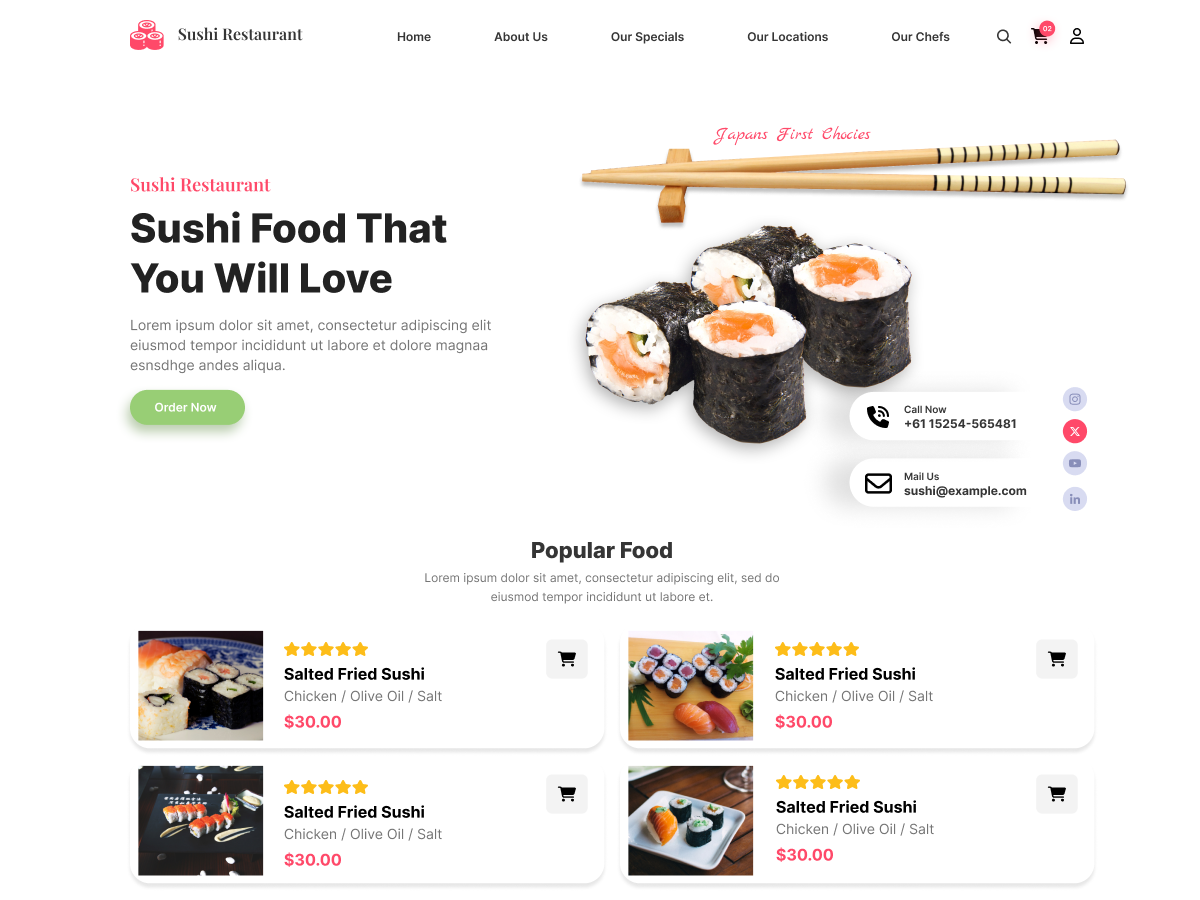 Sushi Restaurant
Home
About Us
Our Specials
Our Locations
Our Chefs
02
Japans First Chocies
Sushi Restaurant
Sushi Food That
You Will Love
Lorem ipsum dolor sit amet, consectetur adipiscing elit
eiusmod tempor incididunt ut labore et dolore magnaa
esnsdhge andes aliqua.
Order Now
Call Now
+61 15254-565481
Mail Us
sushi@example.com
Popular Food
Lorem ipsum dolor sit amet, consectetur adipiscing elit, sed do
eiusmod tempor incididunt ut labore et.
Salted Fried Sushi
Chicken / Olive Oil / Salt
$30.00
Salted Fried Sushi
Chicken / Olive Oil / Salt
$30.00
Salted Fried Sushi
Chicken / Olive Oil / Salt
$30.00
Salted Fried Sushi
Chicken / Olive Oil / Salt
$30.00